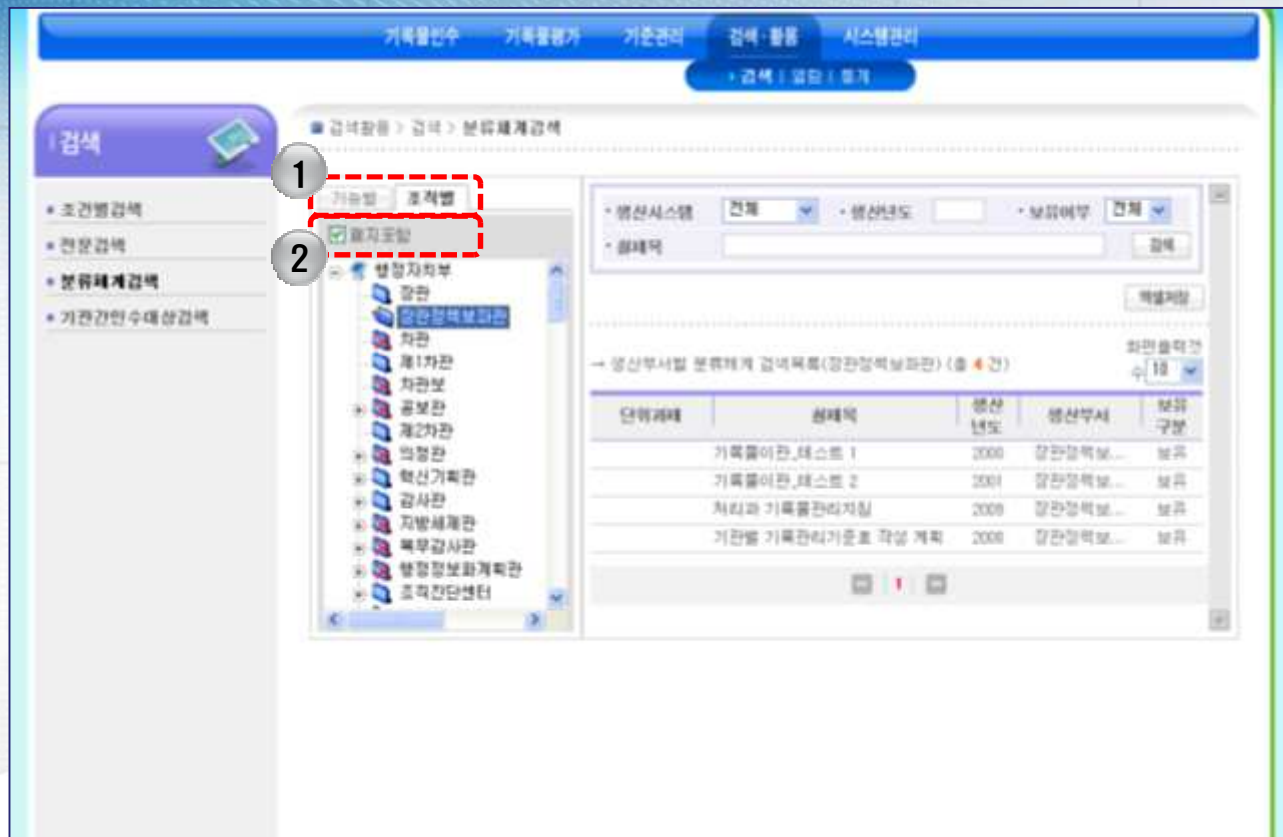 기록물인수 기록물평가 기준관리 검색·활용 시스템관리
검색 | 열람 | 통계
검색
검색활용 > 검색 > 분류체계검색
조건별검색
전문검색
분류체계검색
기관간인수대상검색
1
기능별 조직별
2
폐지포함
행정자치부
장관
장관정책보좌관
차관
제1차관
차관보
공보관
제2차관
의정관
혁신기획관
감사관
지방세제관
복무감사관
행정정보화계획관
조직진단센터
생산시스템 전체 생산년도 보유여부 전체
철제목 검색
엑셀저장
→ 생산부서별 분류체계 검색목록(장관정책보좌관) (총 4 건)
화면출력건수 10
단위과제 철제목 생산년도 생산부서 보유구분
기록물이관_테스트 1 2000 장관정책보... 보유
기록물이관_테스트 2 2001 장관정책보... 보유
처리과 기록물관리지침 장관정책보... 보유
기관별 기록관리기준표 작성 계획 장관정책보... 보유
1